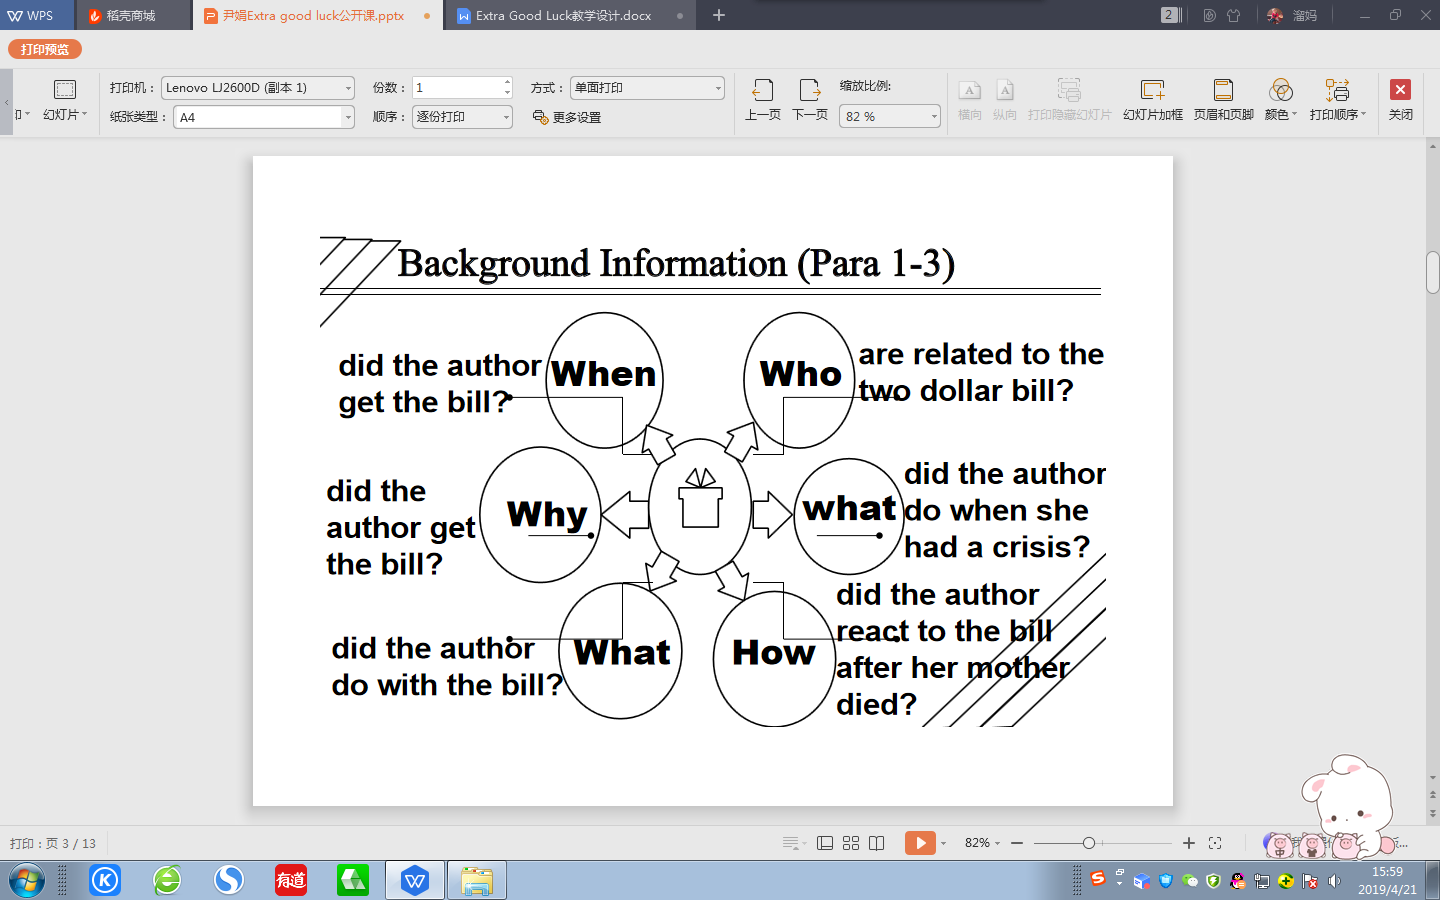 WPS
稻壳商城
尹娟Extra good luck公开课.pptx
Extra Good Luck教学设计.docx
2
溜妈
打印预览
幻灯片
打印机：
Lenovo LJ2600D (副本 1)
份数：
1
方式：
单面打印
纸张类型：
A4
顺序：
逐份打印
更多设置
上一页
下一页
缩放比例:
82 %
横向
纵向
打印隐藏幻灯片
幻灯片加框
页眉和页脚
颜色
打印顺序
关闭
Background Information (Para 1-3)
did the author
get the bill?
When
Who
are related to the
two dollar bill?
did the
author get
the bill?
Why
what
did the author
do when she
had a crisis?
did the author
do with the bill?
What
How
did the author
react to the bill
after her mother
died?
打印：页 3 / 13
82%
中
有道
15:59
2019/4/21